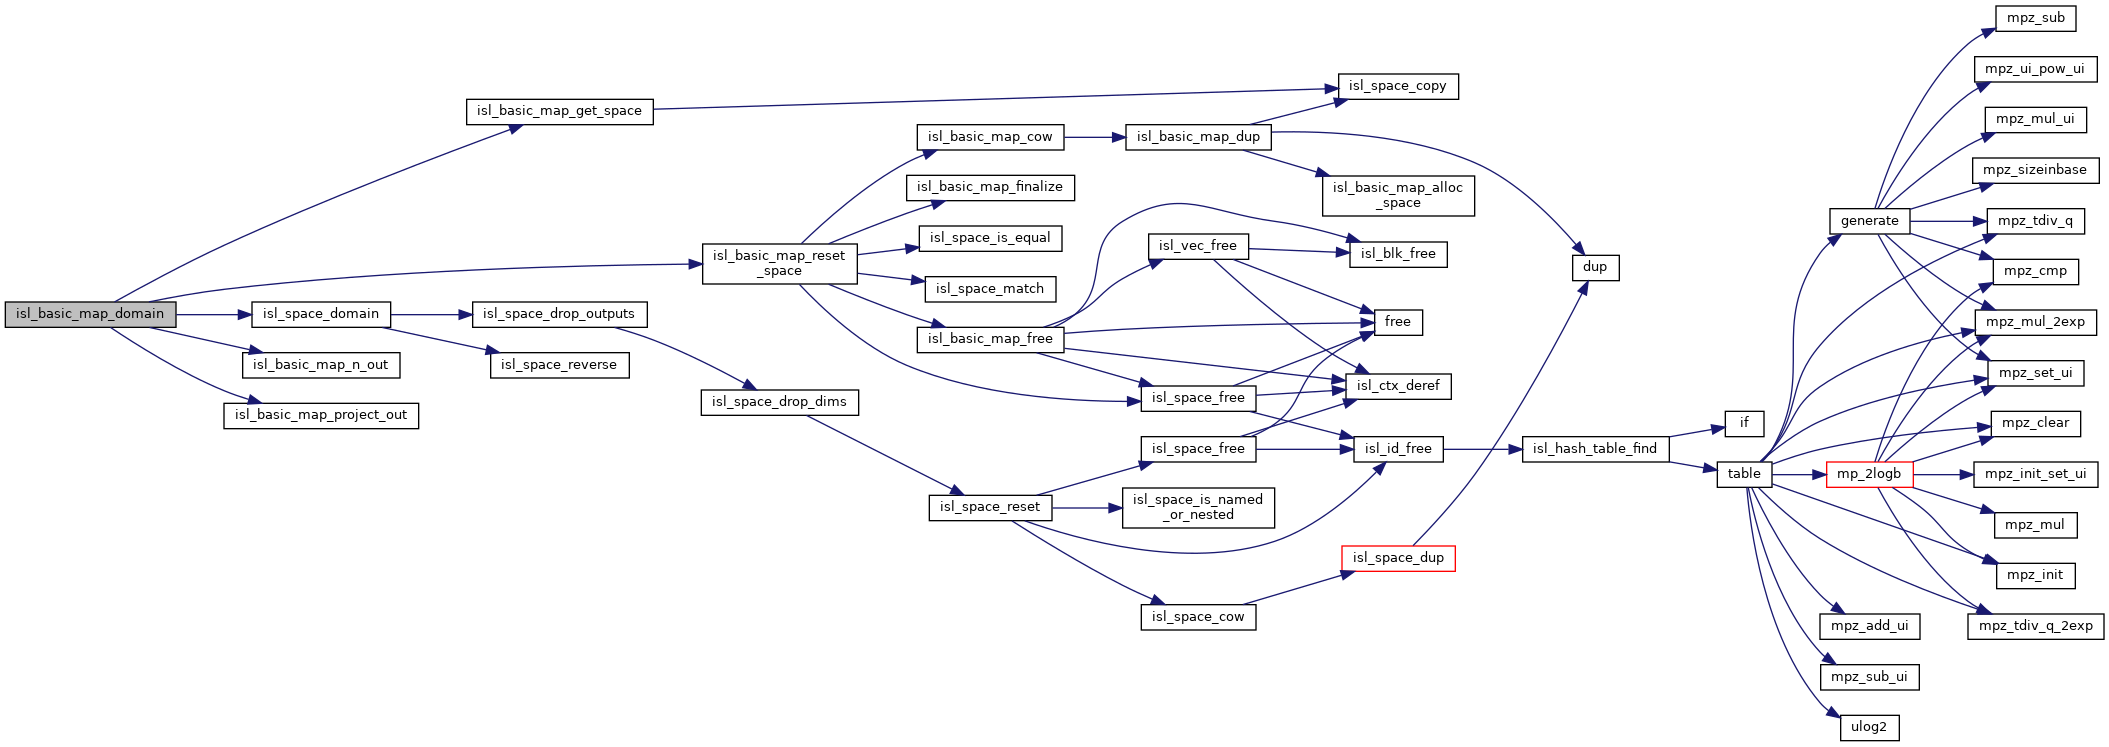 isl_basic_map_domain
isl_basic_map_get_space
isl_basic_map_reset
_space
isl_space_domain
isl_basic_map_n_out
isl_basic_map_project_out
isl_space_drop_outputs
isl_space_reverse
isl_space_drop_dims
isl_basic_map_cow
isl_basic_map_finalize
isl_space_is_equal
isl_space_match
isl_basic_map_free
isl_space_reset
isl_basic_map_dup
isl_vec_free
isl_space_free
isl_space_free
isl_space_is_named
_or_nested
isl_space_cow
isl_space_copy
isl_basic_map_alloc
_space
isl_blk_free
free
isl_ctx_deref
isl_id_free
isl_space_dup
dup
isl_hash_table_find
if
table
generate
mp_2logb
mpz_add_ui
mpz_sub_ui
ulog2
mpz_sub
mpz_ui_pow_ui
mpz_mul_ui
mpz_sizeinbase
mpz_tdiv_q
mpz_cmp
mpz_mul_2exp
mpz_set_ui
mpz_clear
mpz_init_set_ui
mpz_mul
mpz_init
mpz_tdiv_q_2exp